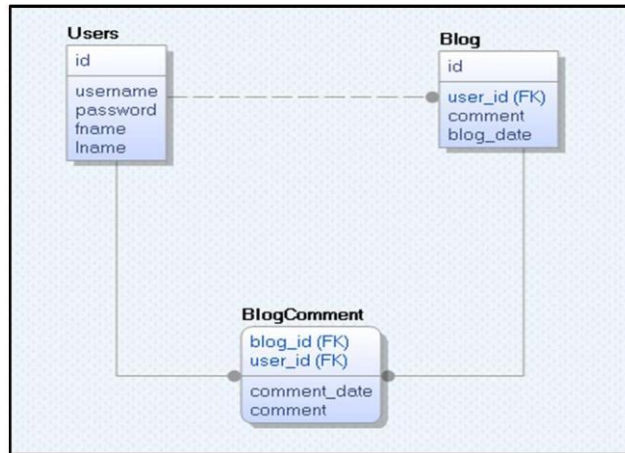 Users
id
username
password
fname
lname
Blog
id
user_id (FK)
comment
blog_date
BlogComment
blog_id (FK)
user_id (FK)
comment_date
comment